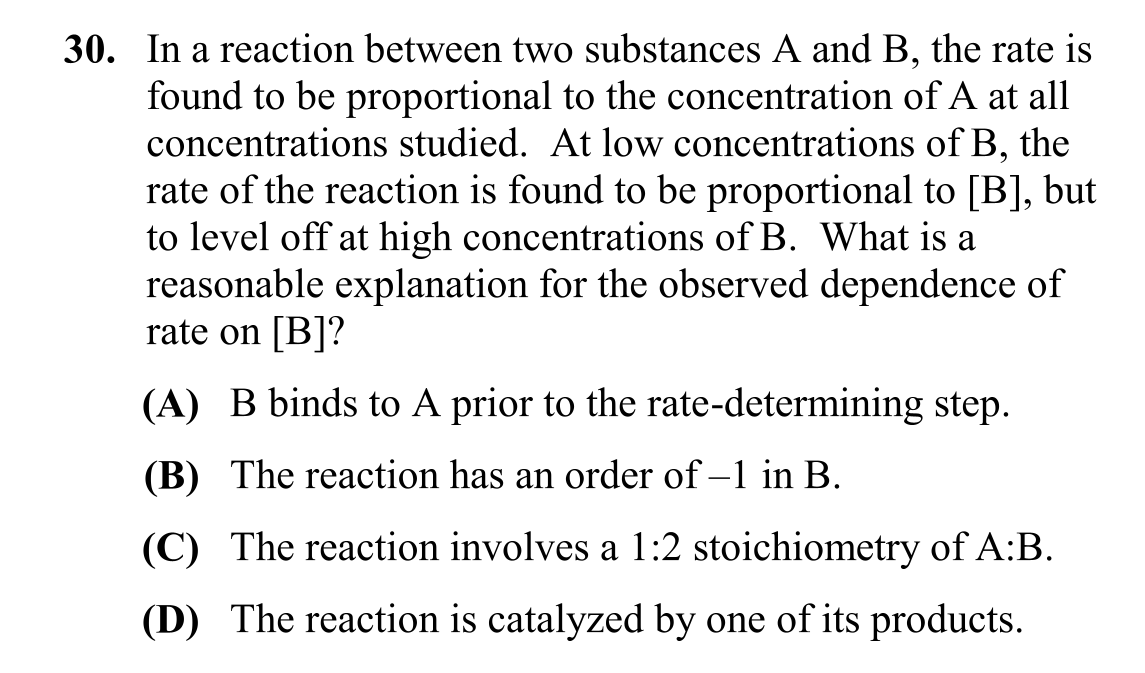 30. In a reaction between two substances A and B, the rate is
found to be proportional to the concentration of A at all
concentrations studied. At low concentrations of B, the
rate of the reaction is found to be proportional to [B], but
to level off at high concentrations of B. What is a
reasonable explanation for the observed dependence of
rate on [B]?
(A) B binds to A prior to the rate-determining step.
(B) The reaction has an order of –1 in B.
(C) The reaction involves a 1:2 stoichiometry of A:B.
(D) The reaction is catalyzed by one of its products.